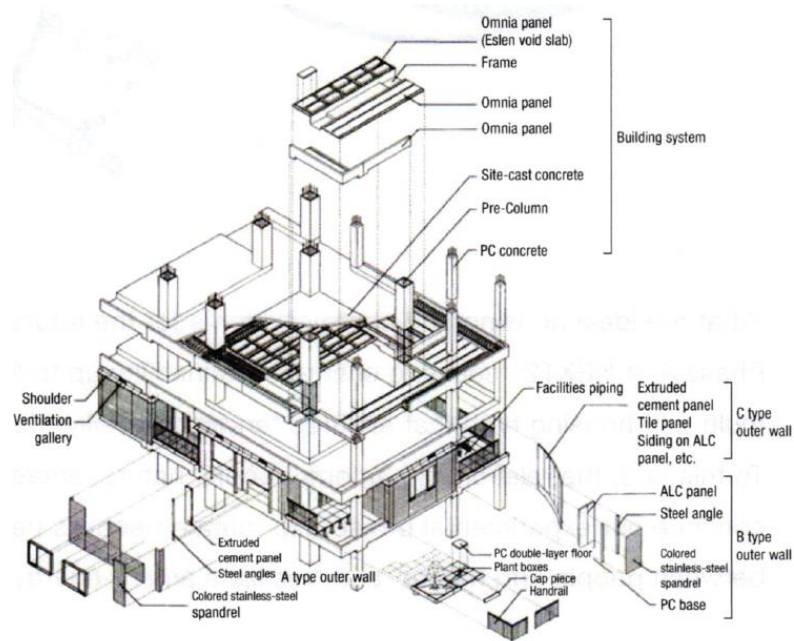 Omnia panel
(Eslen void slab)
Frame
Omnia panel
Omnia panel
Building system
Site-cast concrete
Pre-Column
PC concrete
Shoulder
Ventilation
gallery
Facilities piping
Extruded
cement panel
Tile panel
Siding on ALC
panel, etc.
C type
outer wall
ALC panel
Steel angle
B type
outer wall
Colored
stainless-steel
spandrel
PC base
Extruded
cement panel
Steel angles
A type outer wall
Colored stainless-steel
spandrel
PC double-layer floor
Plant boxes
Cap piece
Handrail